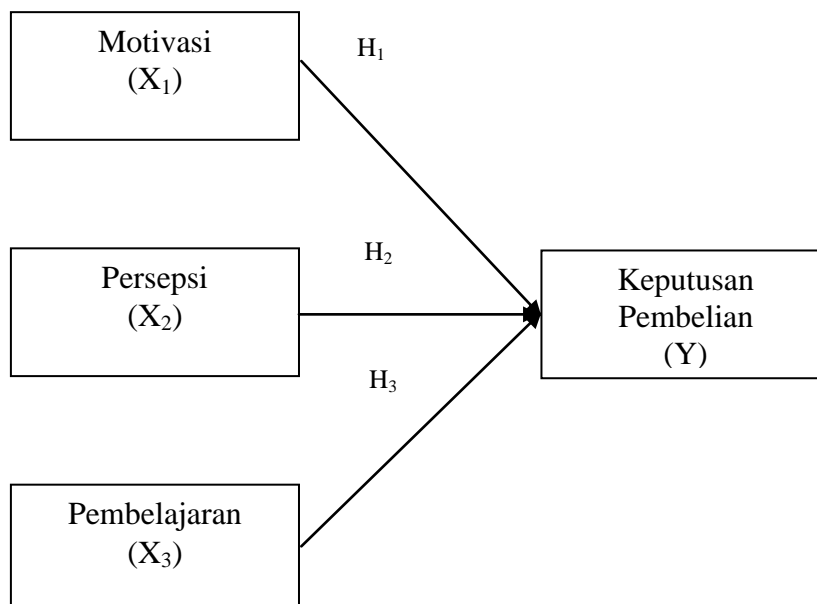 Motivasi
(X₁)
H₁
Persepsi
(X₂)
H₂
Keputusan
Pembelian
(Y)
H₃
Pembelajaran
(X₃)